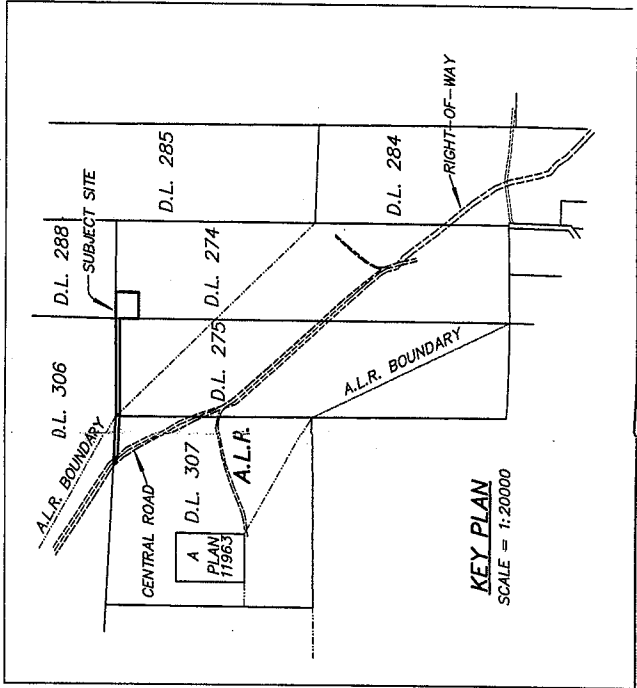 D.L. 306
D.L. 288
SUBJECT SITE
D.L. 285
A.L.R. BOUNDARY
CENTRAL ROAD
D.L. 307
D.L. 275
D.L. 274
A.L.R.
A
PLAN
11963
D.L. 284
RIGHT-OF-WAY
A.L.R. BOUNDARY
KEY PLAN
SCALE = 1:20000